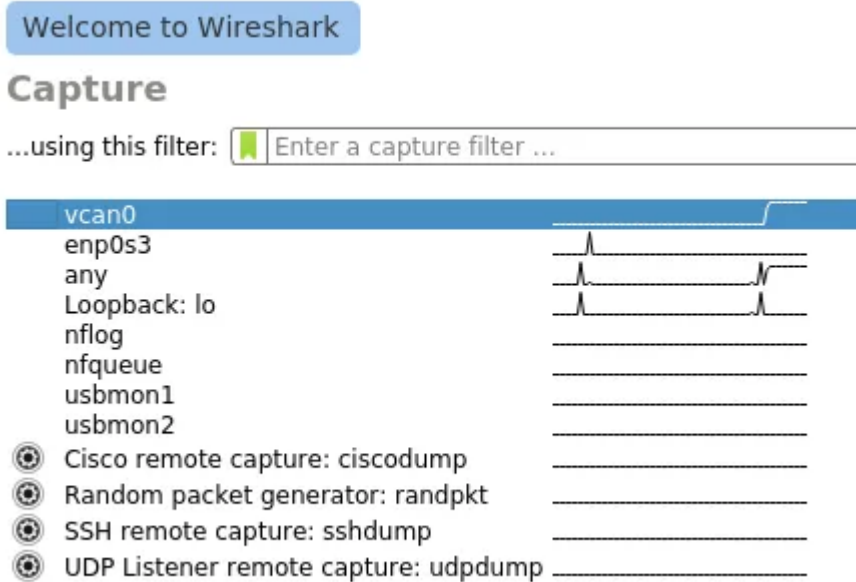 Welcome to Wireshark
Capture
...using this filter: Enter a capture filter ...
vcan0
enp0s3
any
Loopback: lo
nflog
nfqueue
usbmon1
usbmon2
Cisco remote capture: ciscodump
Random packet generator: randpkt
SSH remote capture: sshdump
UDP Listener remote capture: udpdump